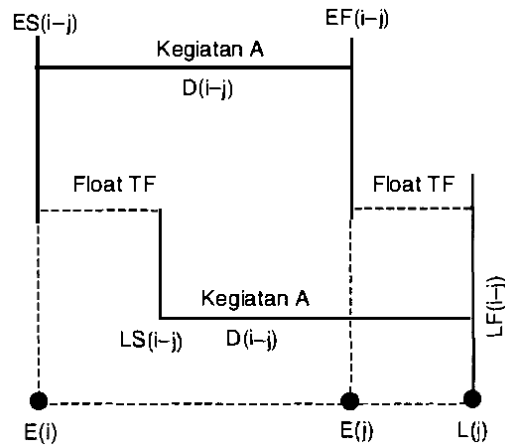 ES(i–j) EF(i–j)
Kegiatan A
D(i–j)
Float TF Float TF
Kegiatan A
LS(i–j) D(i–j)
LF(i–j)
E(i) E(j) L(j)